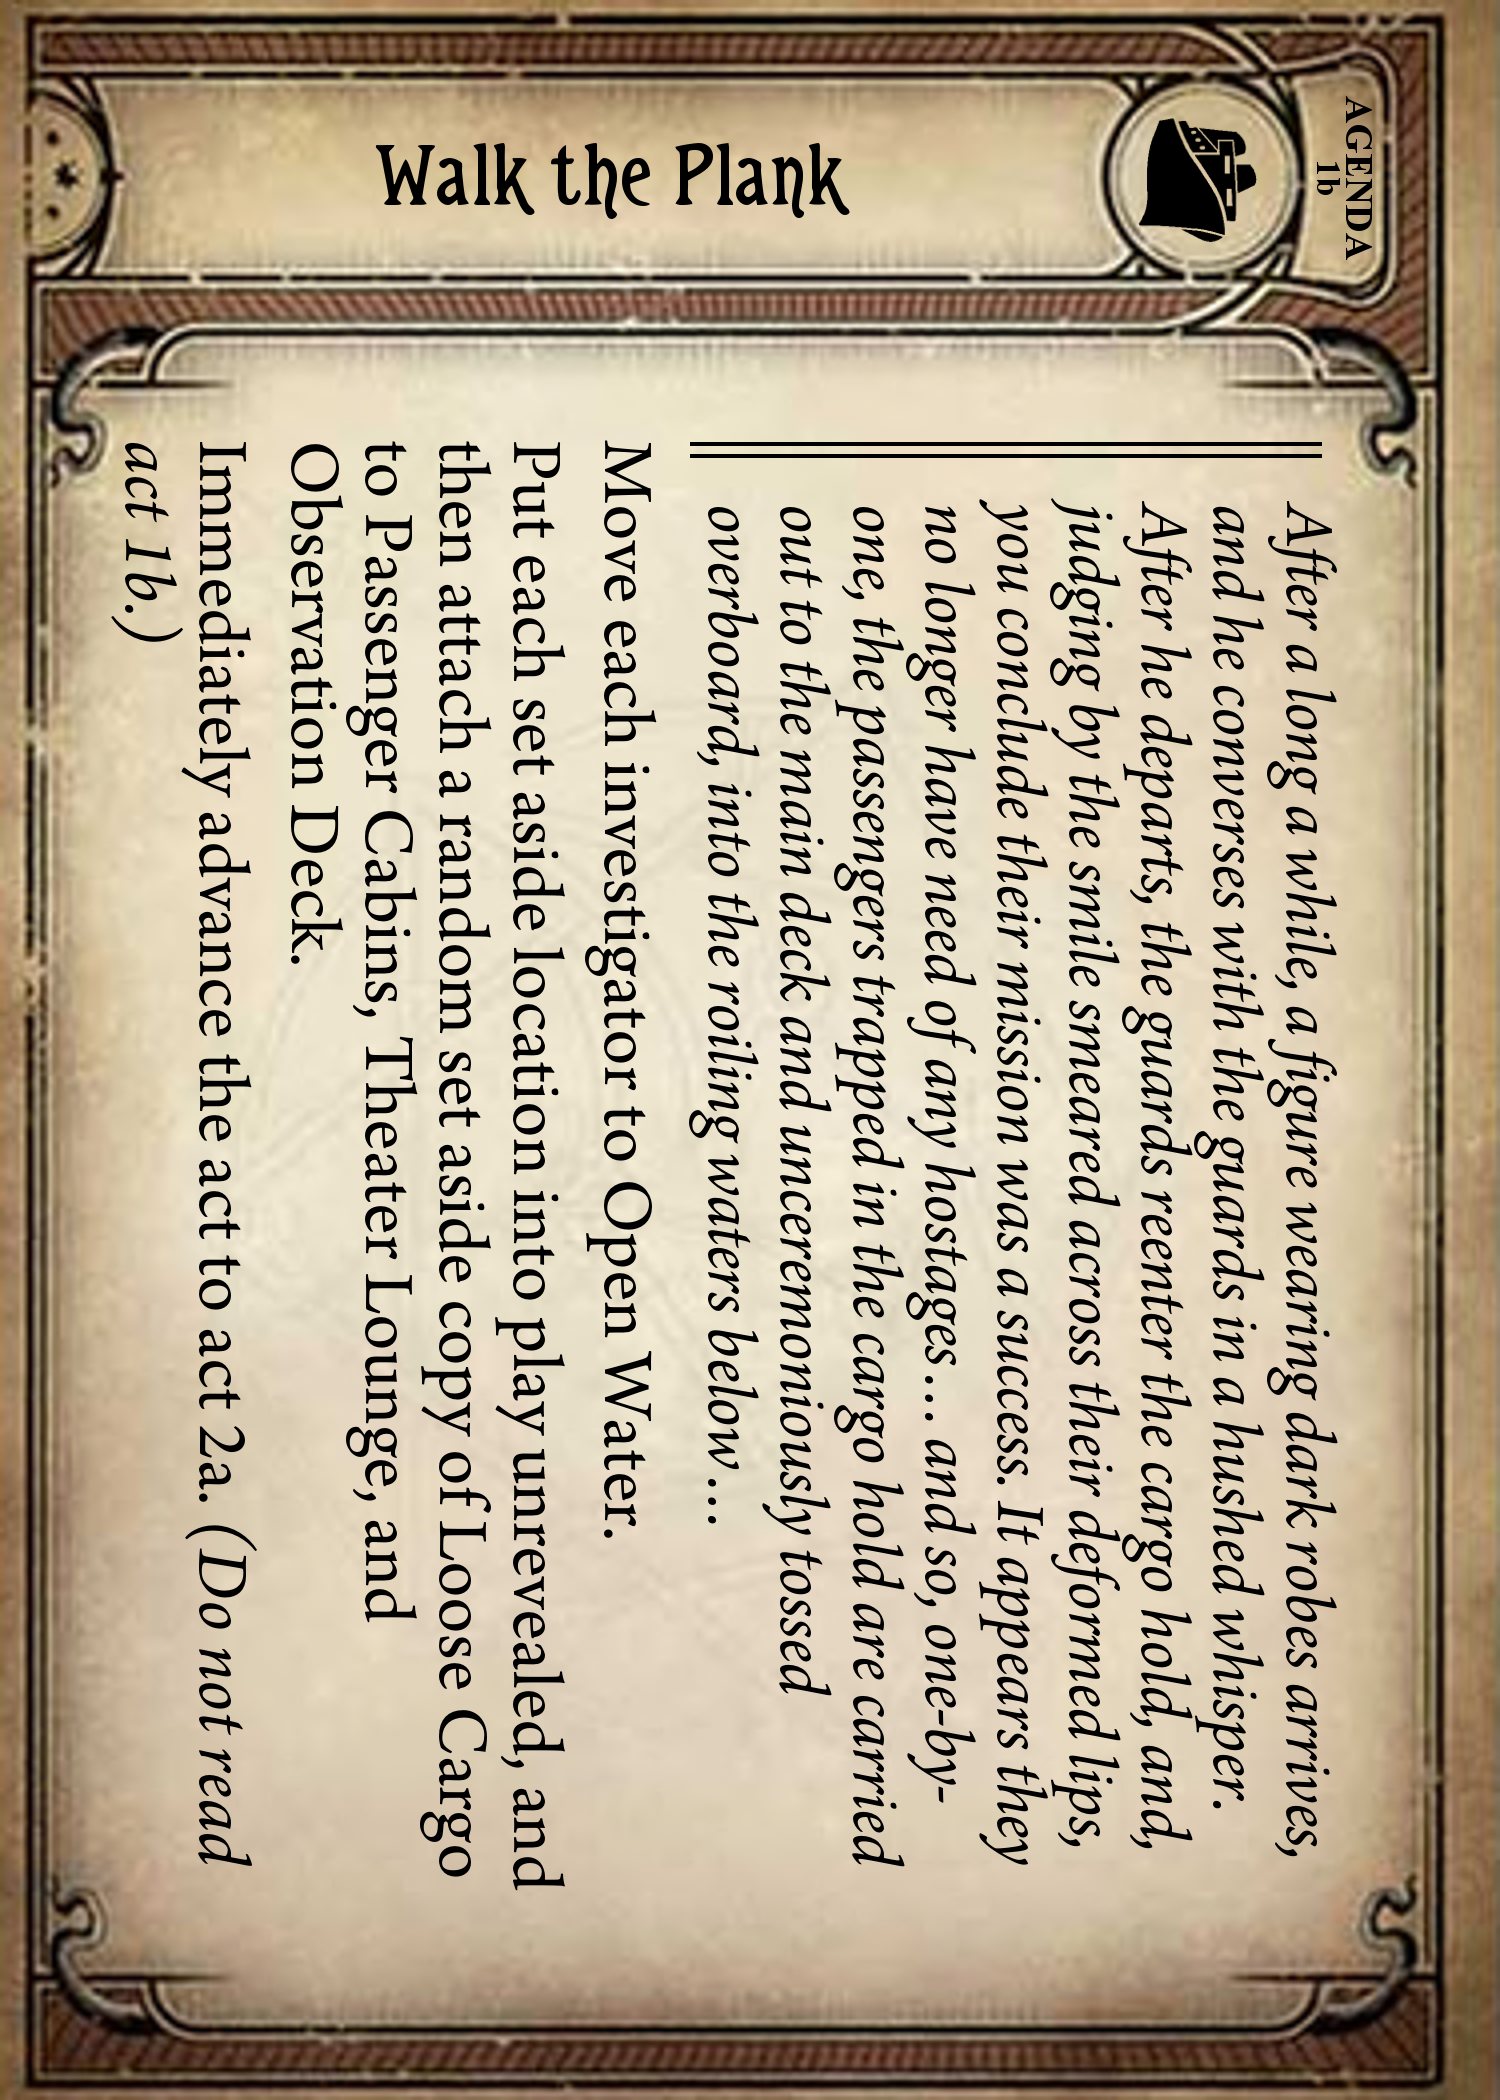 AGENDA
1b
Walk the Plank
After a long a while, a figure wearing dark robes arrives,
and he converses with the guards in a hushed whisper.
After he departs, the guards reenter the cargo hold, and,
judging by the smile smeared across their deformed lips,
you conclude their mission was a success. It appears they
no longer have need of any hostages… and so, one-by-
one, the passengers trapped in the cargo hold are carried
out to the main deck and unceremoniously tossed
overboard, into the roiling waters below…
Move each investigator to Open Water.
Put each set aside location into play unrevealed, and
then attach a random set aside copy of Loose Cargo
to Passenger Cabins, Theater Lounge, and
Observation Deck.
Immediately advance the act to act 2a. (Do not read
act 1b.)